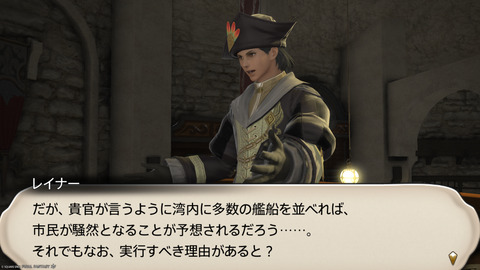 レイナー
だが、貴官が言うように湾内に多数の艦船を並べれば、
市民が騒然となることが予想されるだろう……。
それでもなお、実行すべき理由があると？